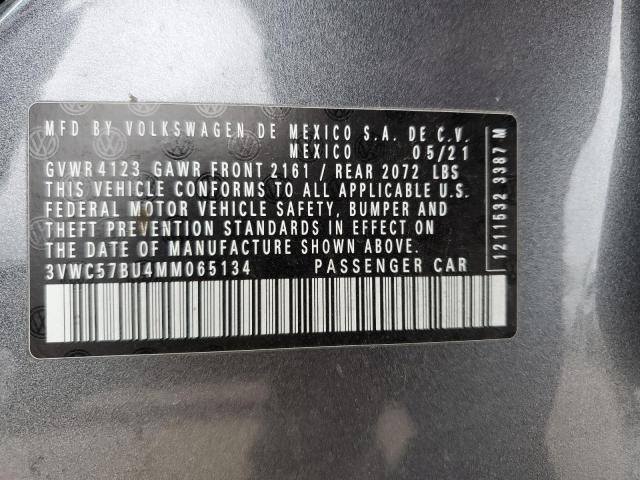 MFD BY VOLKSWAGEN DE MEXICO S.A. DE C.V.
MEXICO 05/21
GVWR 4123 GAWR FRONT 2161 / REAR 2072 LBS
THIS VEHICLE CONFORMS TO ALL APPLICABLE U.S.
FEDERAL MOTOR VEHICLE SAFETY, BUMPER AND
THEFT PREVENTION STANDARDS IN EFFECT ON
THE DATE OF MANUFACTURE SHOWN ABOVE.
3VWC57BU4MM065134 PASSENGER CAR
1211532 3387 M